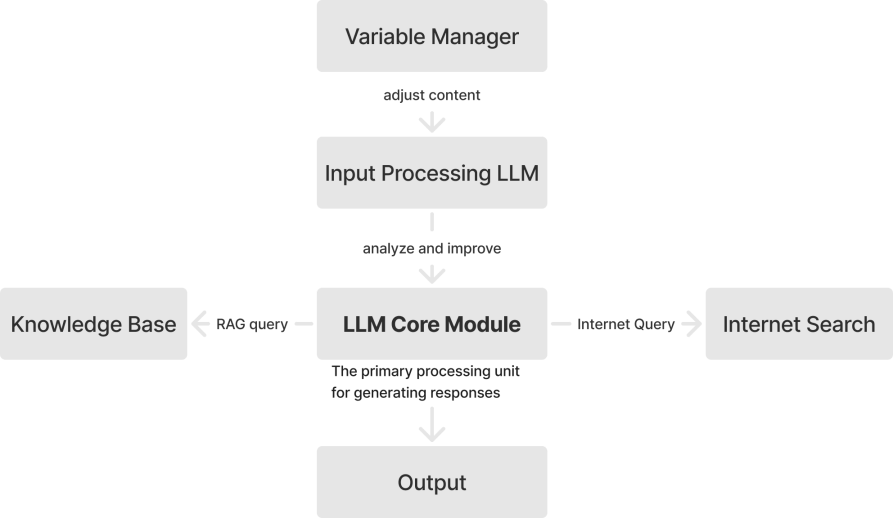 Variable Manager
adjust content
Input Processing LLM
analyze and improve
Knowledge Base
RAG query
LLM Core Module
Internet Query
Internet Search
The primary processing unit
for generating responses
Output